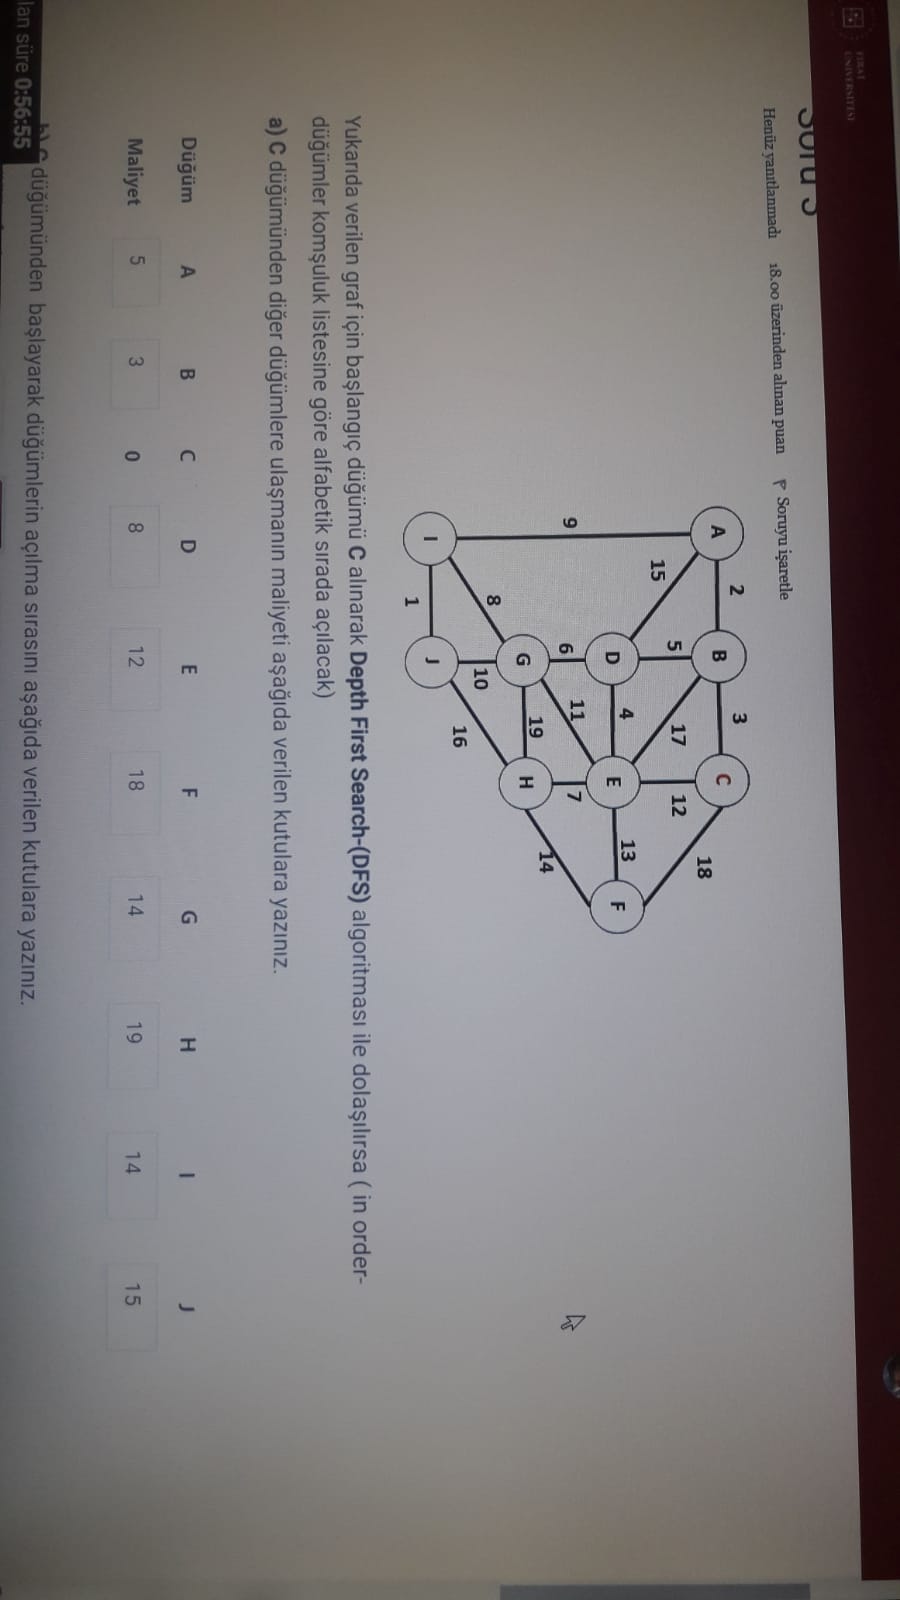 FIRAT
ÜNİVERSİTESİ
Soru 5
Henüz yanıtlanmadı 18.00 üzerinden alınan puan Soruyu işaretle
A 2 B 3 C
15 5 17 12 18
D 4 E 13 F
9 6 11 7 14
G 19 H
8 10 16
I 1 J
Yukarıda verilen graf için başlangıç düğümü C alınarak Depth First Search-(DFS) algoritması ile dolaşılırsa ( in order-
düğümler komşuluk listesine göre alfabetik sırada açılacak)
a) C düğümünden diğer düğümlere ulaşmanın maliyeti aşağıda verilen kutulara yazınız.
Düğüm A B C D E F G H I J
Maliyet 5 3 0 8 12 18 14 19 14 15
düğümünden başlayarak düğümlerin açılma sırasını aşağıda verilen kutulara yazınız.
lan süre 0:56:55